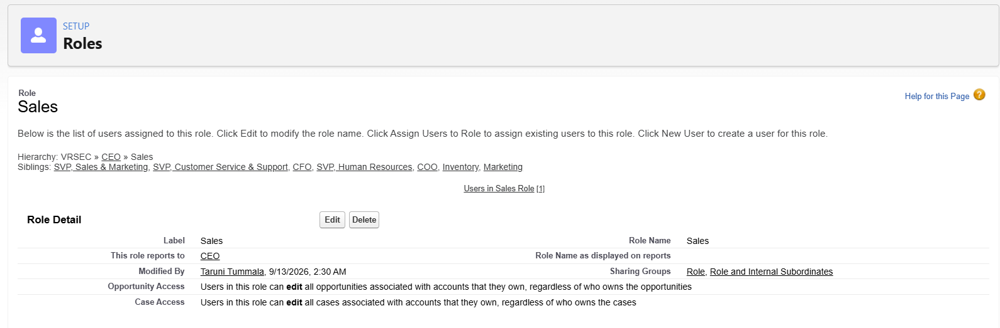 SETUP
Roles
Role
Sales
Help for this Page ?
Below is the list of users assigned to this role. Click Edit to modify the role name. Click Assign Users to Role to assign existing users to this role. Click New User to create a user for this role.
Hierarchy: VRSEC » CEO » Sales
Siblings: SVP, Sales & Marketing, SVP, Customer Service & Support, CFO, SVP, Human Resources, COO, Inventory, Marketing
Users in Sales Role [1]
Role Detail Edit Delete
Label Sales Role Name Sales
This role reports to CEO Role Name as displayed on reports
Modified By Taruni Tummala, 9/13/2026, 2:30 AM Sharing Groups Role, Role and Internal Subordinates
Opportunity Access Users in this role can edit all opportunities associated with accounts that they own, regardless of who owns the opportunities
Case Access Users in this role can edit all cases associated with accounts that they own, regardless of who owns the cases